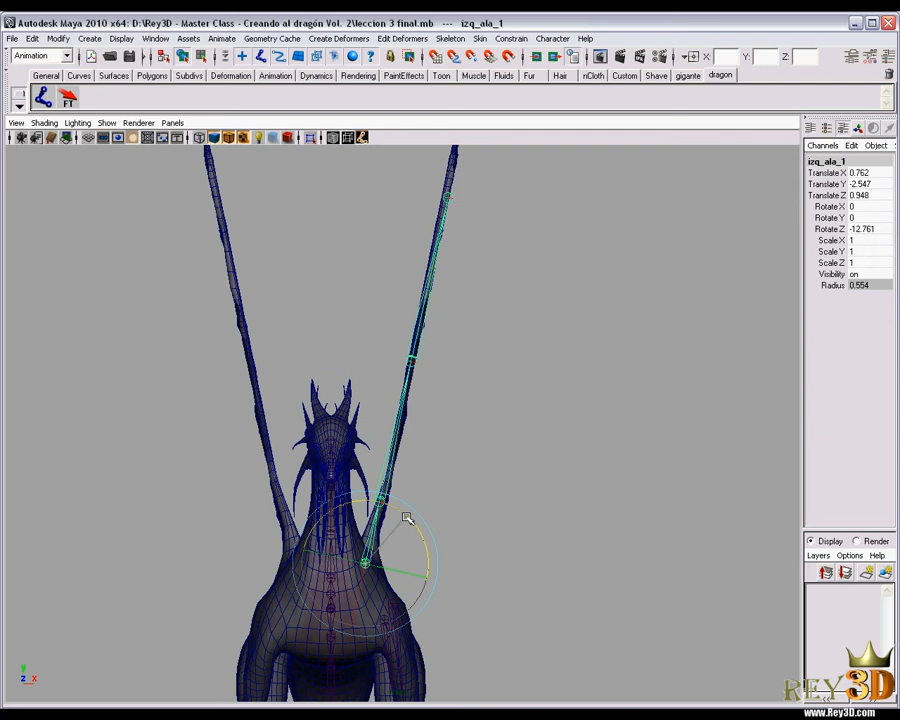 Autodesk Maya 2010 x64: D:\Rey3D - Master Class - Creando al dragón Vol. 2\leccion 3 final.mb --- izq_ala_1
File Edit Modify Create Display Window Assets Animate Geometry Cache Create Deformers Edit Deformers Skeleton Skin Constrain Character Help
Animation X: Y: Z:
General Curves Surfaces Polygons Subdivs Deformation Animation Dynamics Rendering PaintEffects Toon Muscle Fluids Fur Hair nCloth Custom Shave gigante dragon
FT
View Shading Lighting Show Renderer Panels
Channels Edit Object
izq_ala_1
Translate X 0.762
Translate Y -2.547
Translate Z 0.948
Rotate X 0
Rotate Y 0
Rotate Z -12.761
Scale X 1
Scale Y 1
Scale Z 1
Visibility on
Radius 0.554
Display Render
Layers Options Help
y
z x
REY3D
www.Rey3D.com